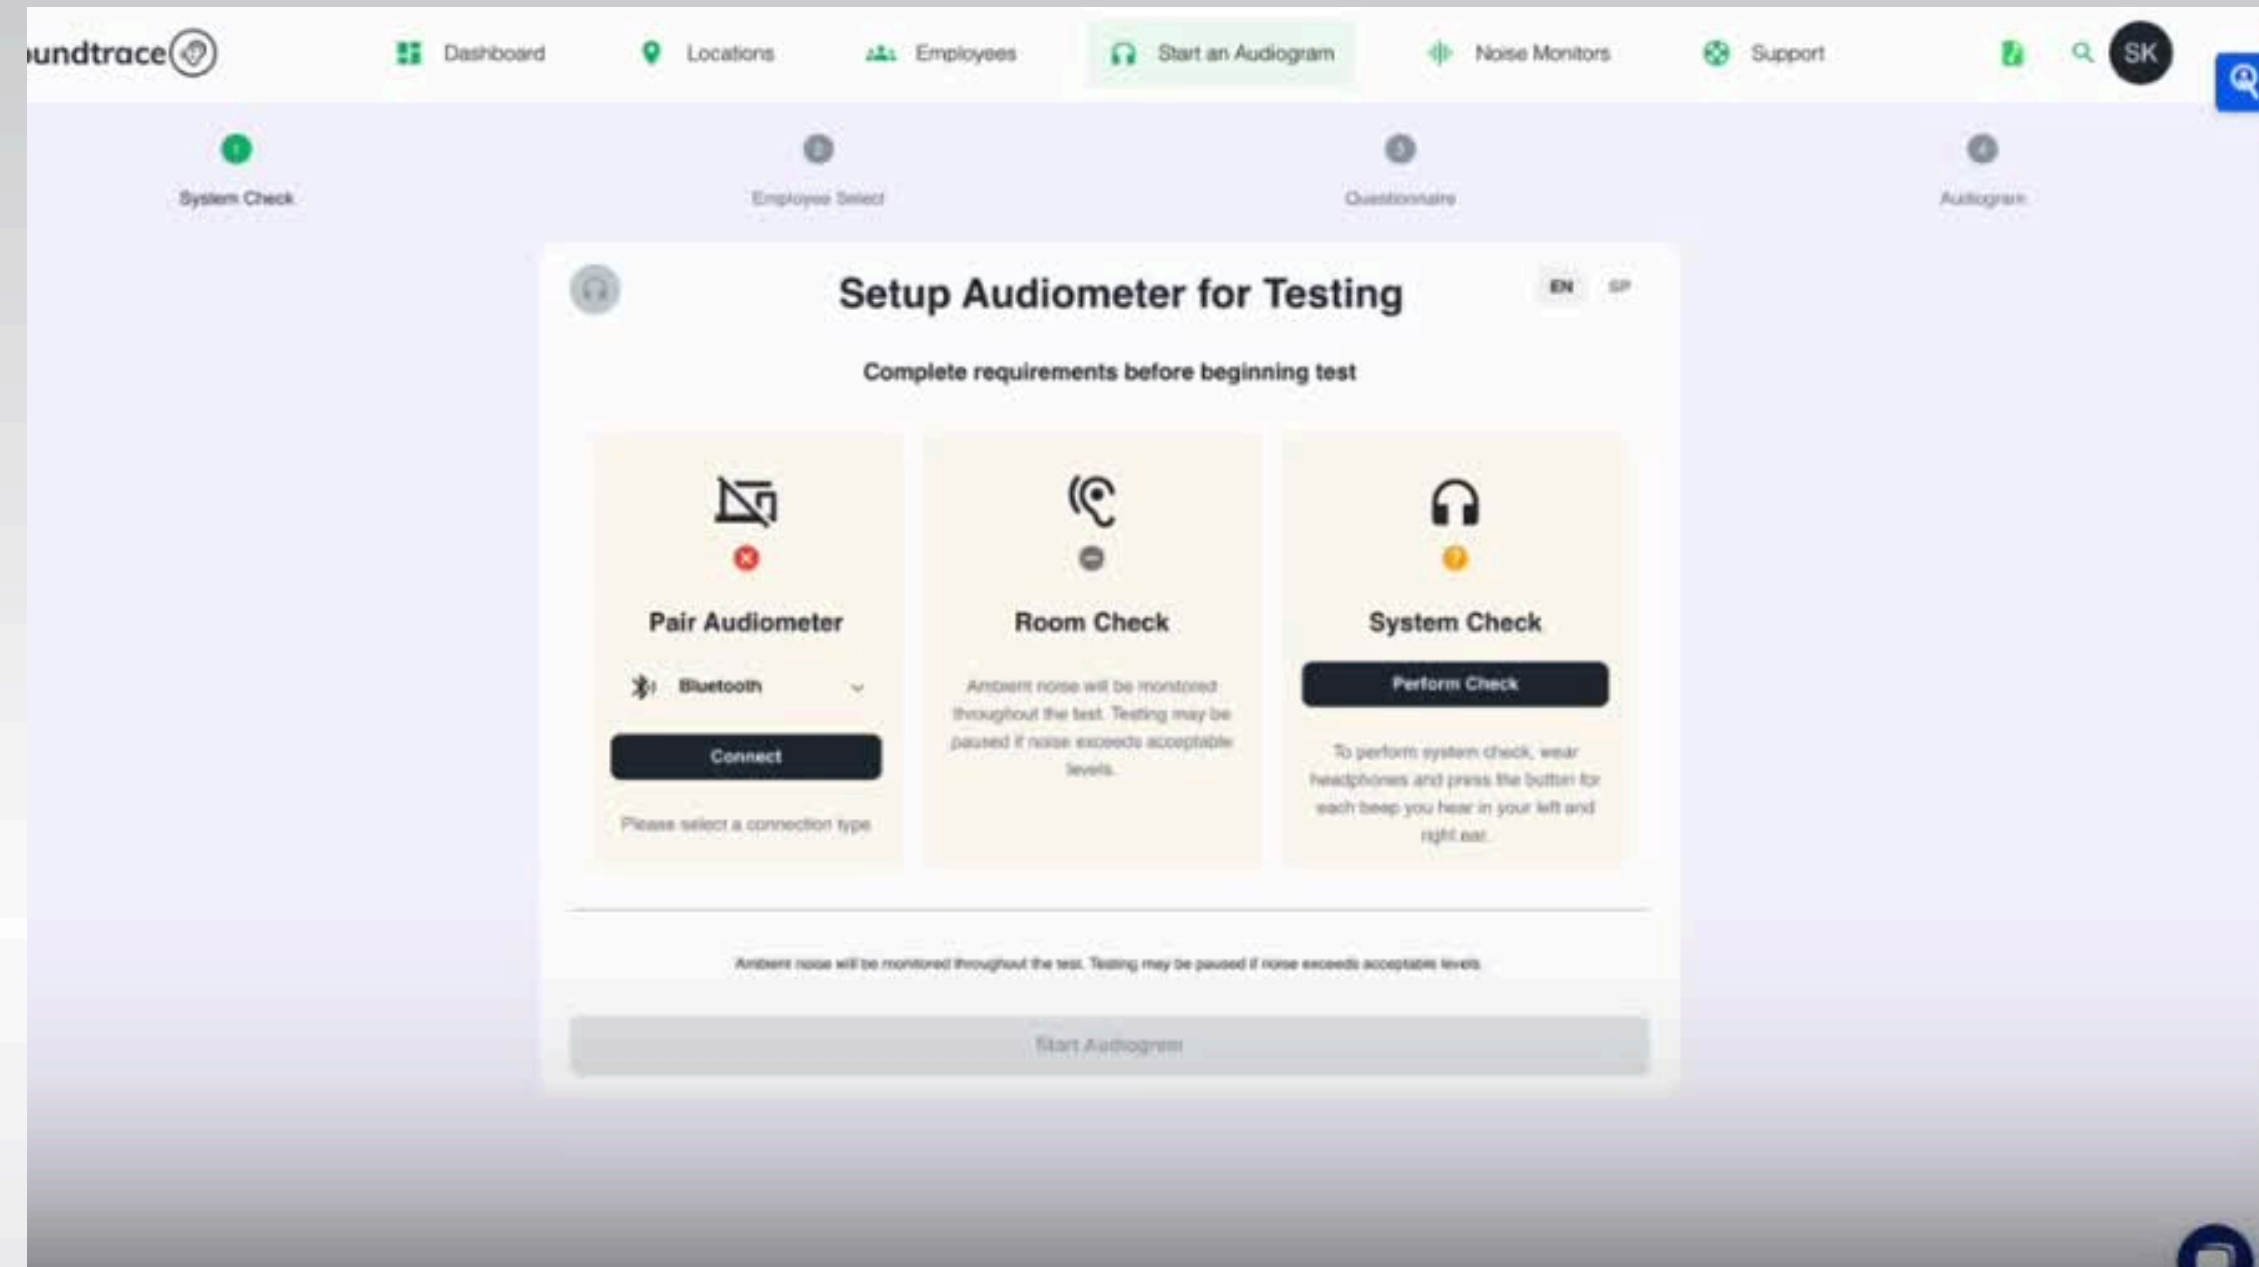 undtrace
Dashboard
Locations
Employees
Start an Audiogram
Noise Monitors
Support
SK
1
2
3
4
System Check
Employee Select
Questionnaire
Audiogram
Setup Audiometer for Testing
EN
SP
Complete requirements before beginning test
Pair Audiometer
Bluetooth
Connect
Please select a connection type
Room Check
Ambient noise will be monitored
throughout the test. Testing may be
paused if noise exceeds acceptable
levels.
System Check
Perform Check
To perform system check, wear
headphones and press the button for
each beep you hear in your left and
right ear.
Ambient noise will be monitored throughout the test. Testing may be paused if noise exceeds acceptable levels.
Start Audiogram